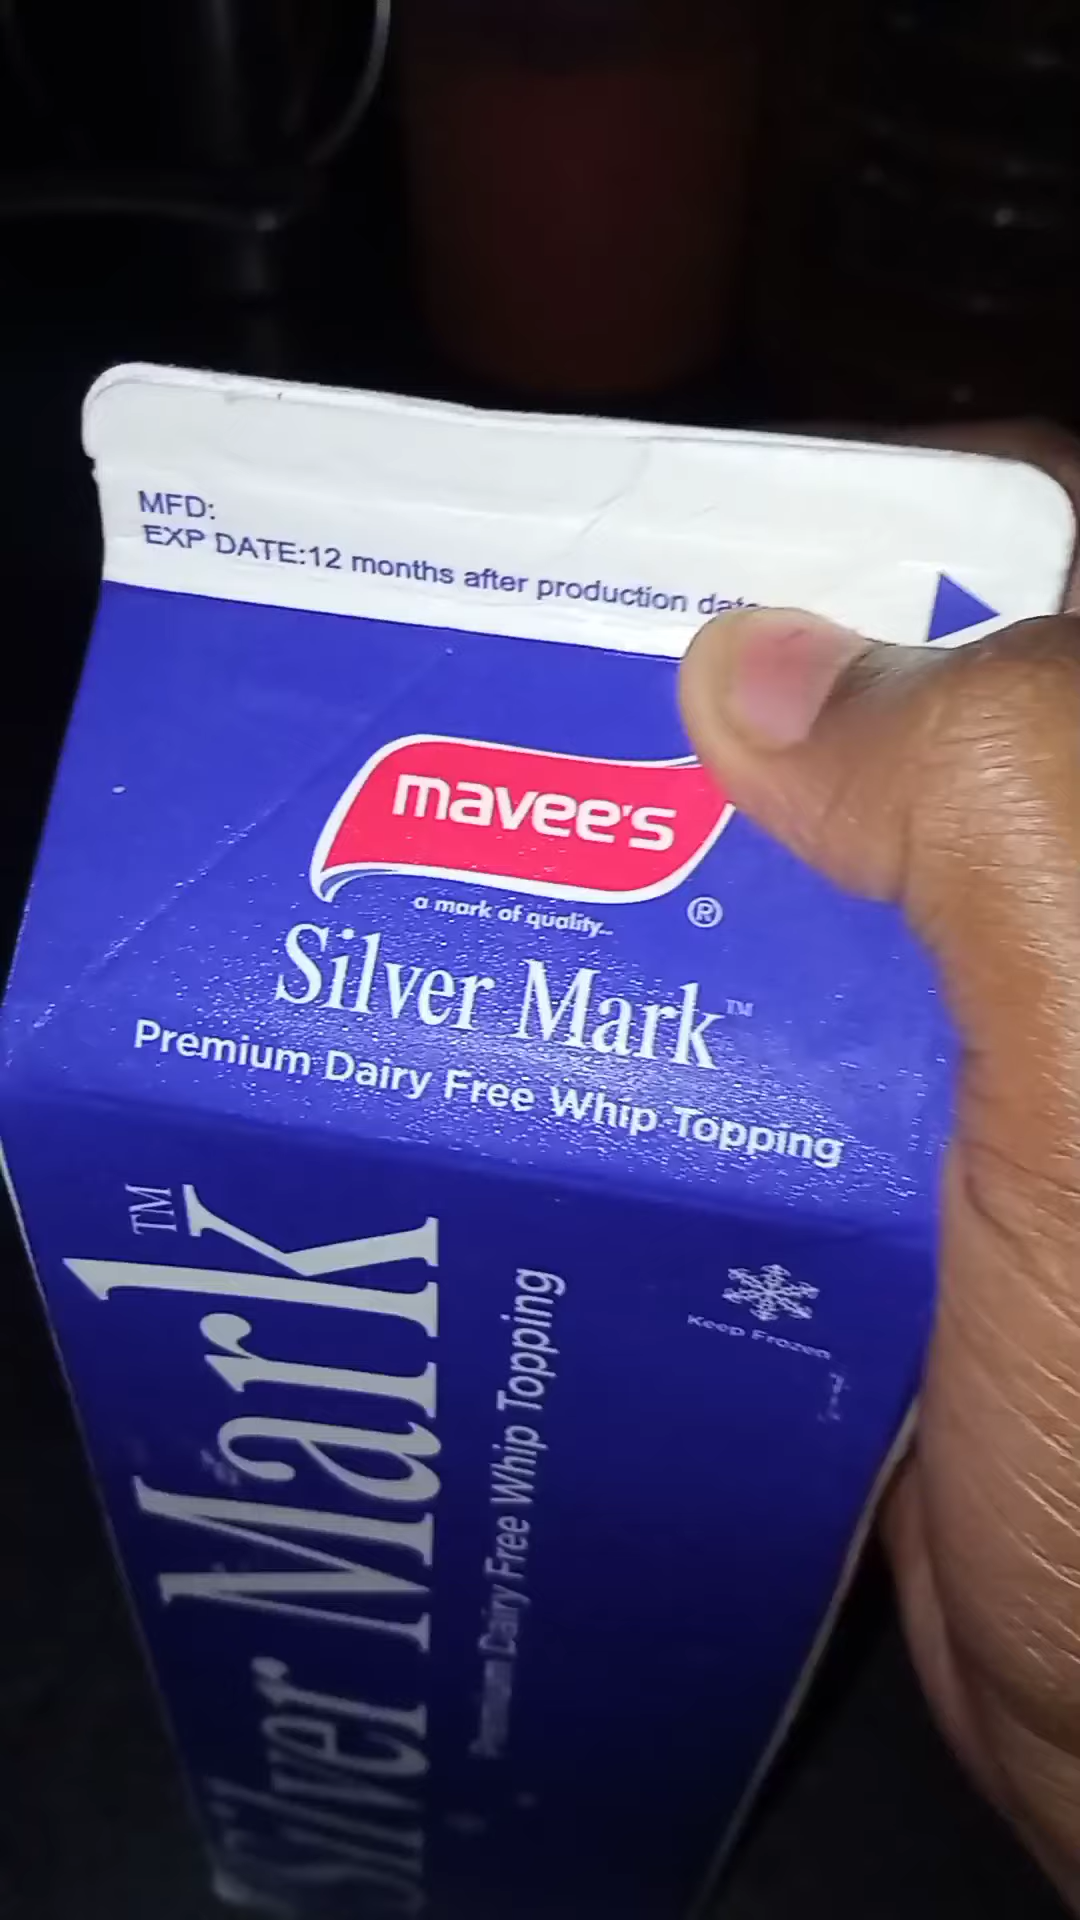 MFD:
EXP DATE:12 months after production
mavee's
a mark of quality..
®
Silver Mark™
Premium Dairy Free Whip Topping
Silver Mark™
Premium Dairy Free Whip Topping
Keep Frozen